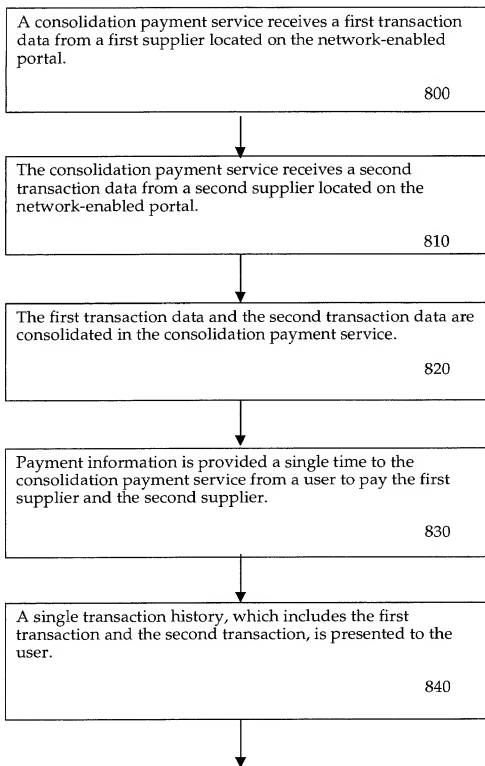 A consolidation payment service receives a first transaction
data from a first supplier located on the network-enabled
portal.
800
The consolidation payment service receives a second
transaction data from a second supplier located on the
network-enabled portal.
810
The first transaction data and the second transaction data are
consolidated in the consolidation payment service.
820
Payment information is provided a single time to the
consolidation payment service from a user to pay the first
supplier and the second supplier.
830
A single transaction history, which includes the first
transaction and the second transaction, is presented to the
user.
840